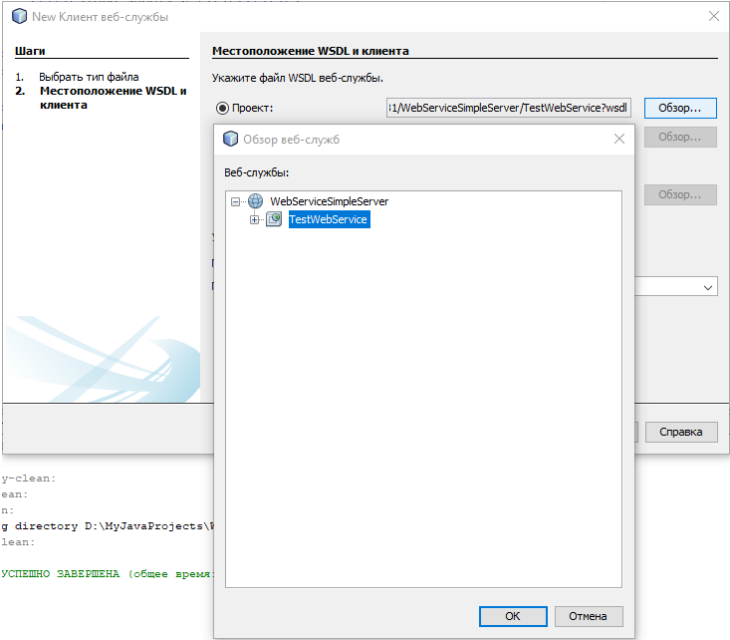 New Клиент веб-службы
Шаги
1. Выбрать тип файла
2. Местоположение WSDL и
клиента
Местоположение WSDL и клиента
Укажите файл WSDL веб-службы.
Проект:
:1/WebServiceSimpleServer/TestWebService?wsdl
Обзор...
Обзор...
Обзор...
Обзор веб-служб
Веб-службы:
WebServiceSimpleServer
TestWebService
OK
Отмена
Справка
y-clean:
ean:
n:
g directory D:\MyJavaProjects\
lean:
УСПЕШНО ЗАВЕРШЕНА (общее время: